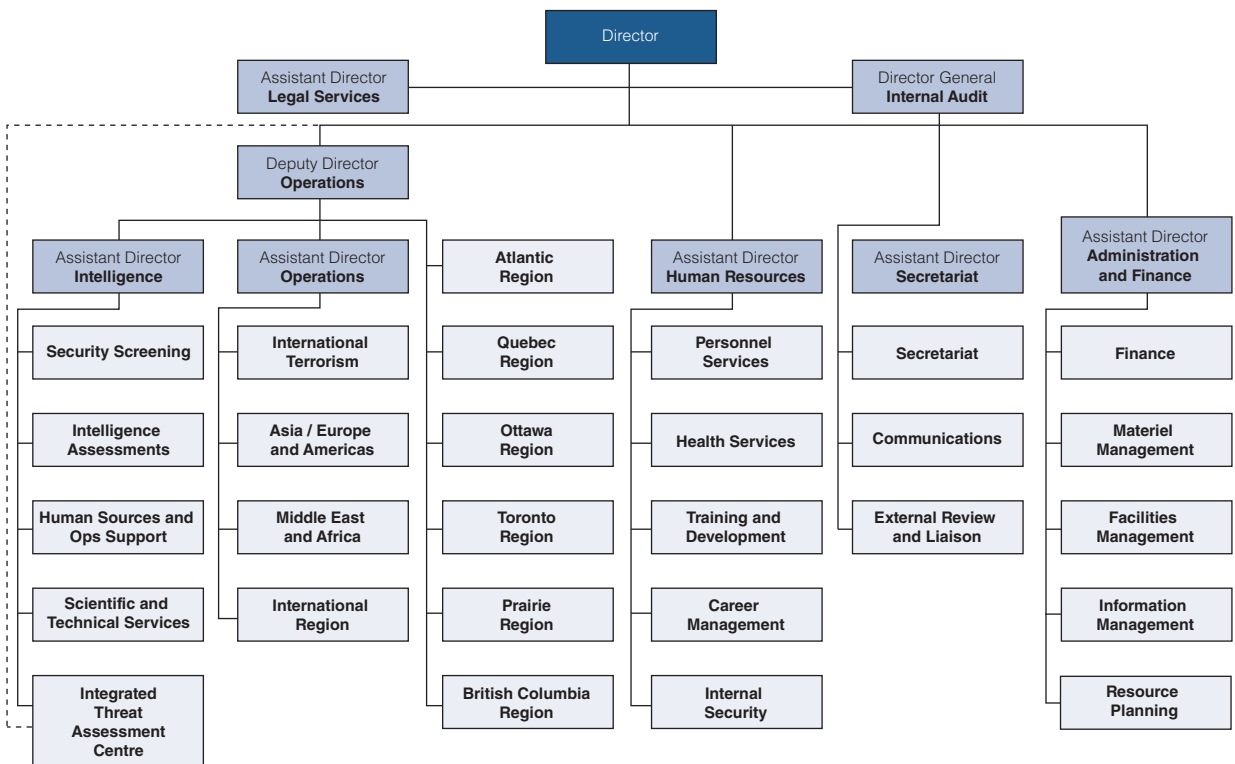 Director
Assistant Director
Legal Services
Director General
Internal Audit
Deputy Director
Operations
Assistant Director
Intelligence
Security Screening
Intelligence
Assessments
Human Sources and
Ops Support
Scientific and
Technical Services
Integrated
Threat
Assessment
Centre
Assistant Director
Operations
International
Terrorism
Asia / Europe
and Americas
Middle East
and Africa
International
Region
Atlantic
Region
Quebec
Region
Ottawa
Region
Toronto
Region
Prairie
Region
British Columbia
Region
Assistant Director
Human Resources
Personnel
Services
Health Services
Training and
Development
Career
Management
Internal
Security
Assistant Director
Secretariat
Secretariat
Communications
External Review
and Liaison
Assistant Director
Administration
and Finance
Finance
Materiel
Management
Facilities
Management
Information
Management
Resource
Planning